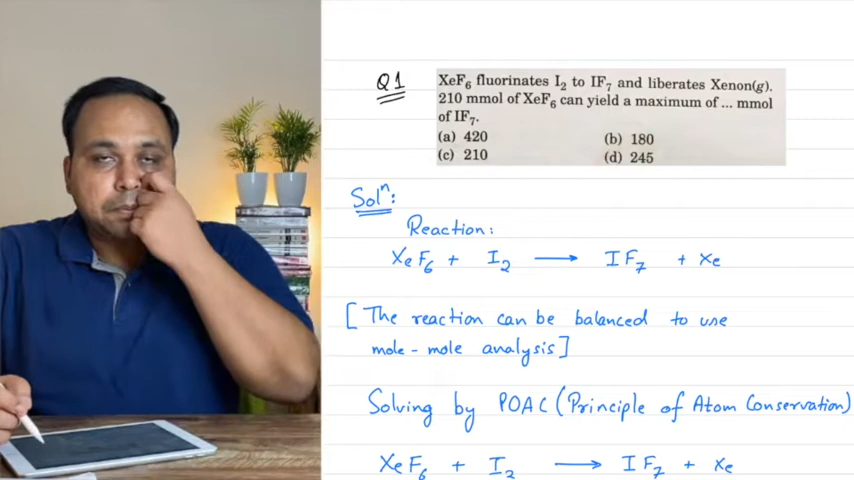 Q1
XeF₆ fluorinates I₂ to IF₇ and liberates Xenon(g).
210 mmol of XeF₆ can yield a maximum of ... mmol
of IF₇.
(a) 420 (b) 180
(c) 210 (d) 245
Solⁿ:
Reaction:
XeF₆ + I₂ ⟶ IF₇ + Xe
[The reaction can be balanced to use
mole-mole analysis]
Solving by POAC (Principle of Atom Conservation)
XeF₆ + I₂ ⟶ IF₇ + Xe